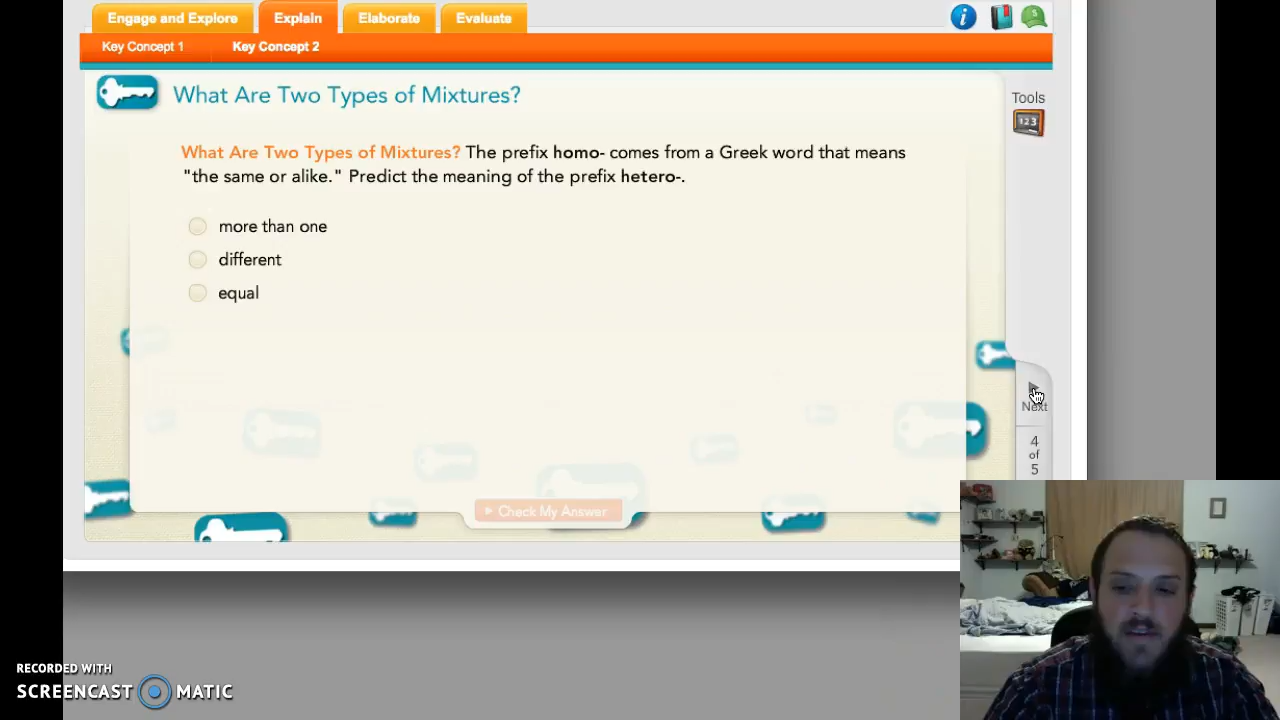 Engage and Explore
Explain
Elaborate
Evaluate
Key Concept 1
Key Concept 2
What Are Two Types of Mixtures?
Tools
123
What Are Two Types of Mixtures? The prefix homo- comes from a Greek word that means
"the same or alike." Predict the meaning of the prefix hetero-.
more than one
different
equal
Next
4
of
5
Check My Answer
RECORDED WITH
SCREENCAST MATIC